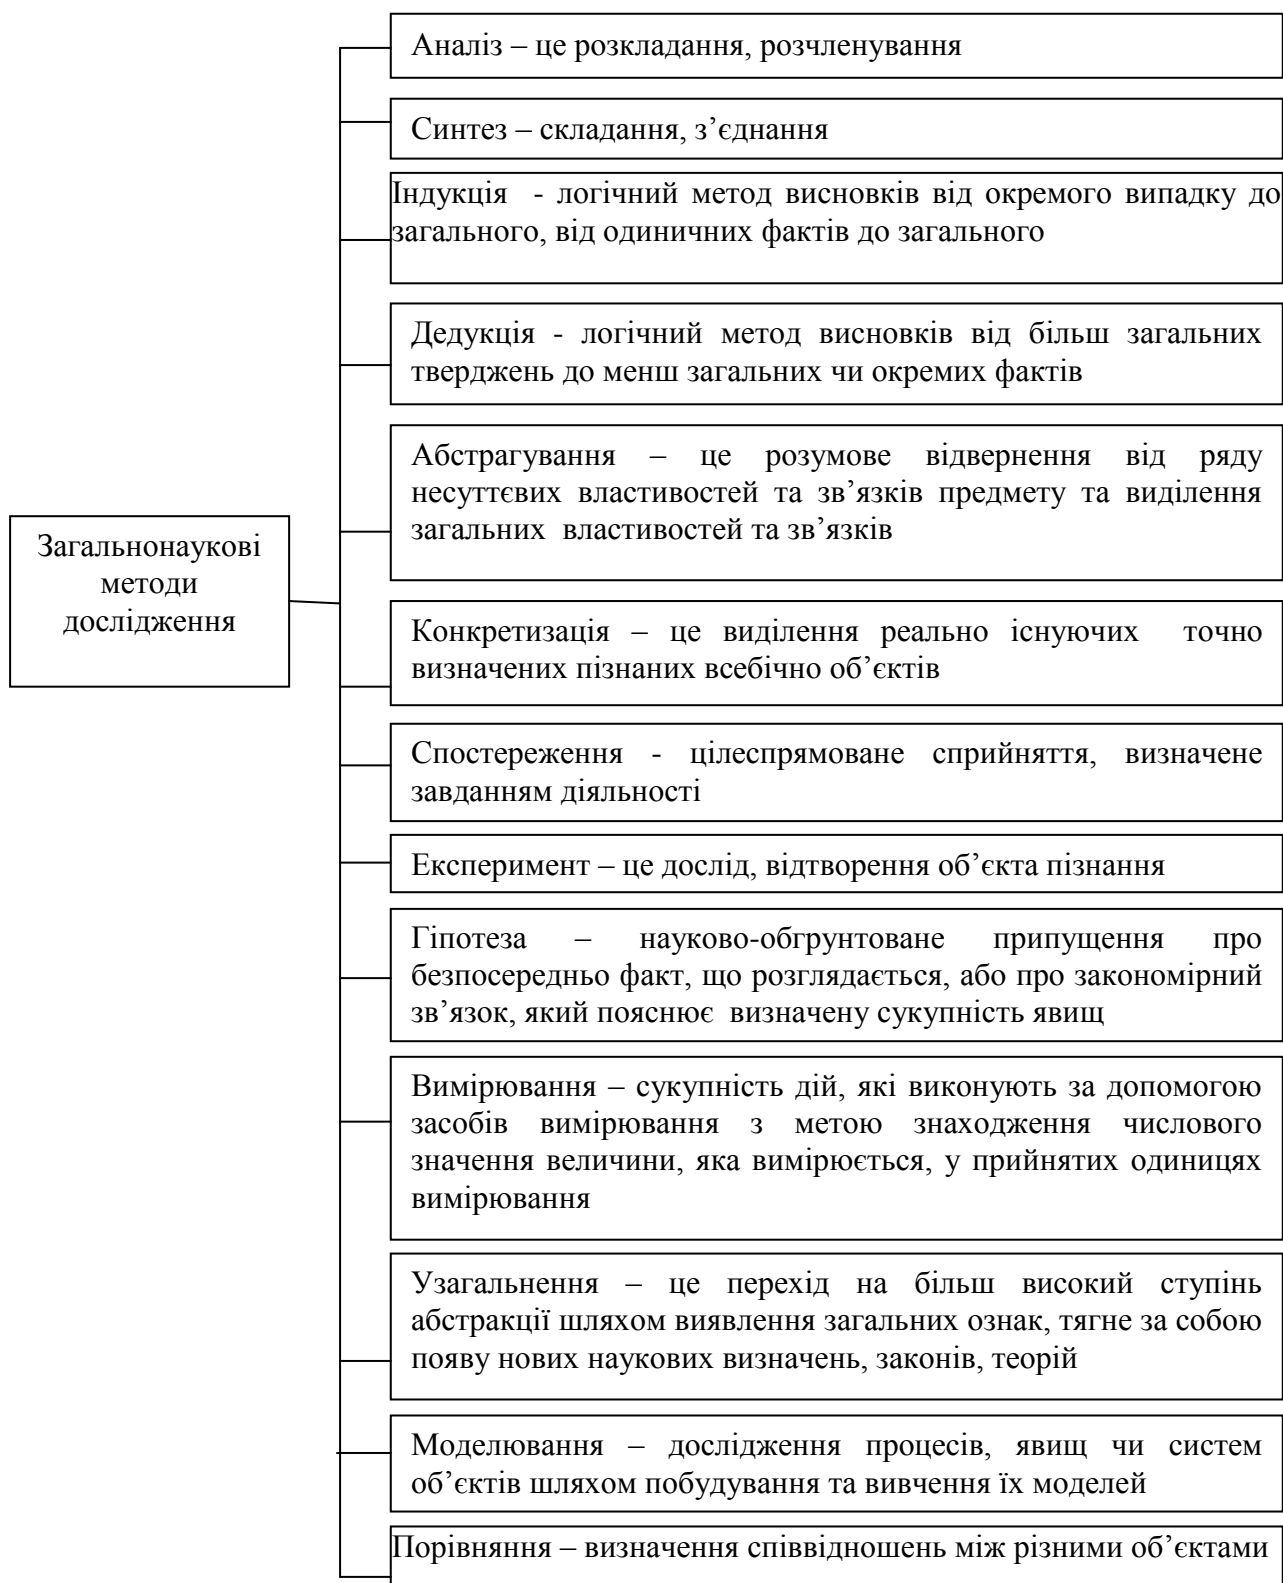 Аналіз – це розкладання, розчленування
Синтез – складання, з’єднання
Індукція - логічний метод висновків від окремого випадку до
загального, від одиничних фактів до загального
Дедукція - логічний метод висновків від більш загальних
тверджень до менш загальних чи окремих фактів
Абстрагування – це розумове відвернення від ряду
несуттєвих властивостей та зв’язків предмету та виділення
загальних властивостей та зв’язків
Загальнонаукові
методи
дослідження
Конкретизація – це виділення реально існуючих точно
визначених пізнаних всебічно об’єктів
Спостереження - цілеспрямоване сприйняття, визначене
завданням діяльності
Експеримент – це дослід, відтворення об’єкта пізнання
Гіпотеза – науково-обгрунтоване припущення про
безпосередньо факт, що розглядається, або про закономірний
зв’язок, який пояснює визначену сукупність явищ
Вимірювання – сукупність дій, які виконують за допомогою
засобів вимірювання з метою знаходження числового
значення величини, яка вимірюється, у прийнятих одиницях
вимірювання
Узагальнення – це перехід на більш високий ступінь
абстракції шляхом виявлення загальних ознак, тягне за собою
появу нових наукових визначень, законів, теорій
Моделювання – дослідження процесів, явищ чи систем
об’єктів шляхом побудування та вивчення їх моделей
Порівняння – визначення співвідношень між різними об’єктами